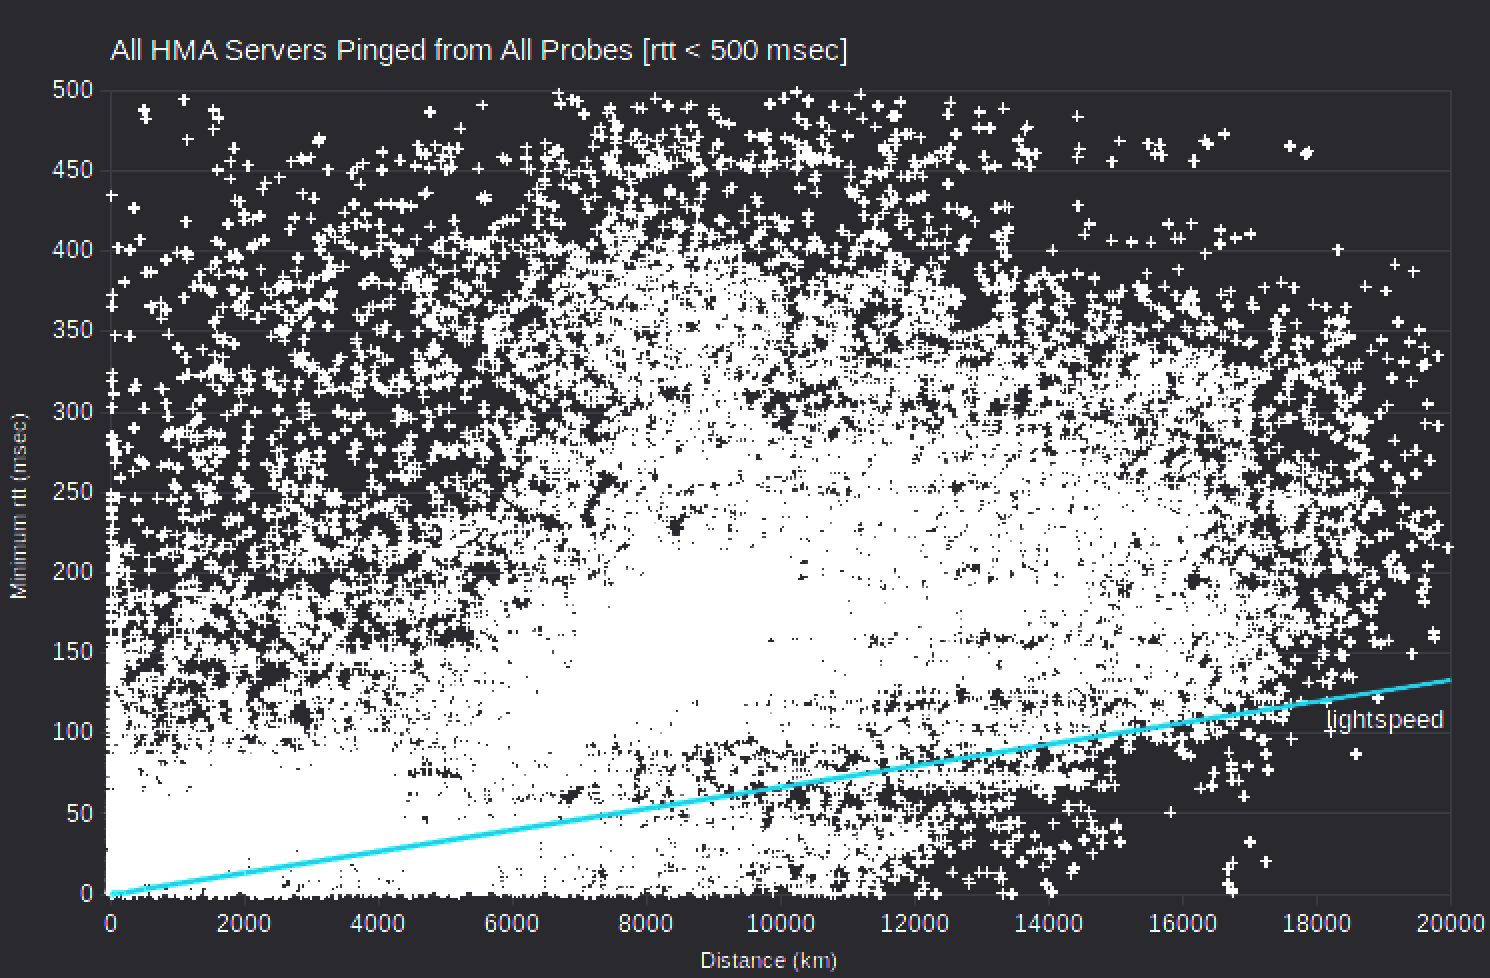 All HMA Servers Pinged from All Probes [rtt < 500 msec]
500
450
400
350
300
250
200
150
100
50
0
Minimum rtt (msec)
lightspeed
0 2000 4000 6000 8000 10000 12000 14000 16000 18000 20000
Distance (km)